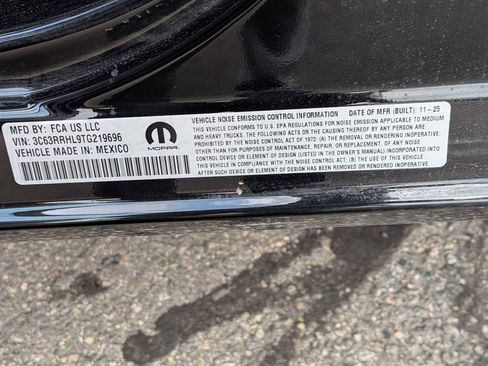 MFD BY: FCA US LLC
VIN: 3C63RRHL9TG219696
VEHICLE MADE IN: MEXICO
MOPAR
VEHICLE NOISE EMISSION CONTROL INFORMATION DATE OF MFR (BUILT): 11-25
THIS VEHICLE CONFORMS TO U.S. EPA REGULATIONS FOR NOISE EMISSION APPLICABLE TO MEDIUM
AND HEAVY TRUCKS. THE FOLLOWING ACTS OR THE CAUSING THEREOF BY ANY PERSON ARE
PROHIBITED BY THE NOISE CONTROL ACT OF 1972: (A) THE REMOVAL OR RENDERING INOPERATIVE,
OTHER THAN FOR PURPOSES OF MAINTENANCE, REPAIR, OR REPLACEMENT, OF ANY NOISE
CONTROL DEVICE OR ELEMENT OF DESIGN (LISTED IN THE OWNER'S MANUAL) INCORPORATED INTO
THIS VEHICLE IN COMPLIANCE WITH THE NOISE CONTROL ACT; (B) THE USE OF THIS VEHICLE AFTER
SUCH DEVICE OR ELEMENT OF DESIGN HAS BEEN REMOVED OR RENDERED INOPERATIVE.